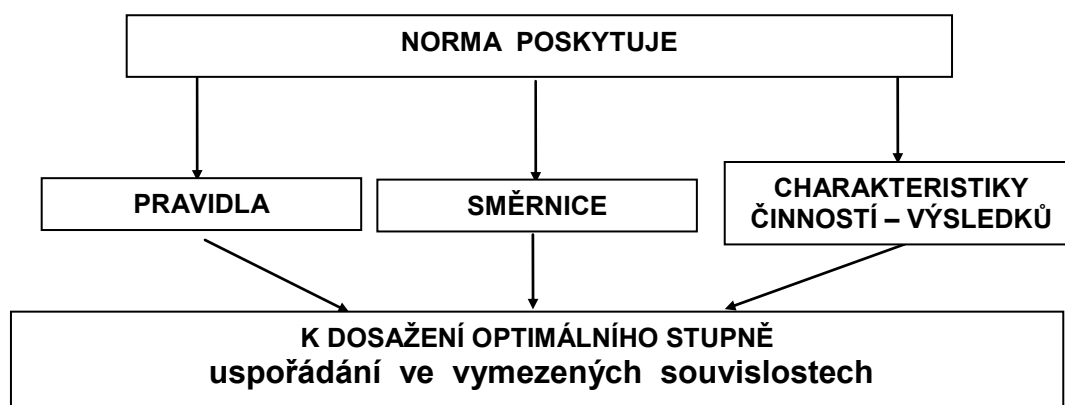 NORMA POSKYTUJE
PRAVIDLA
SMĚRNICE
CHARAKTERISTIKY
ČINNOSTÍ – VÝSLEDKŮ
K DOSAŽENÍ OPTIMÁLNÍHO STUPNĚ
uspořádání ve vymezených souvislostech